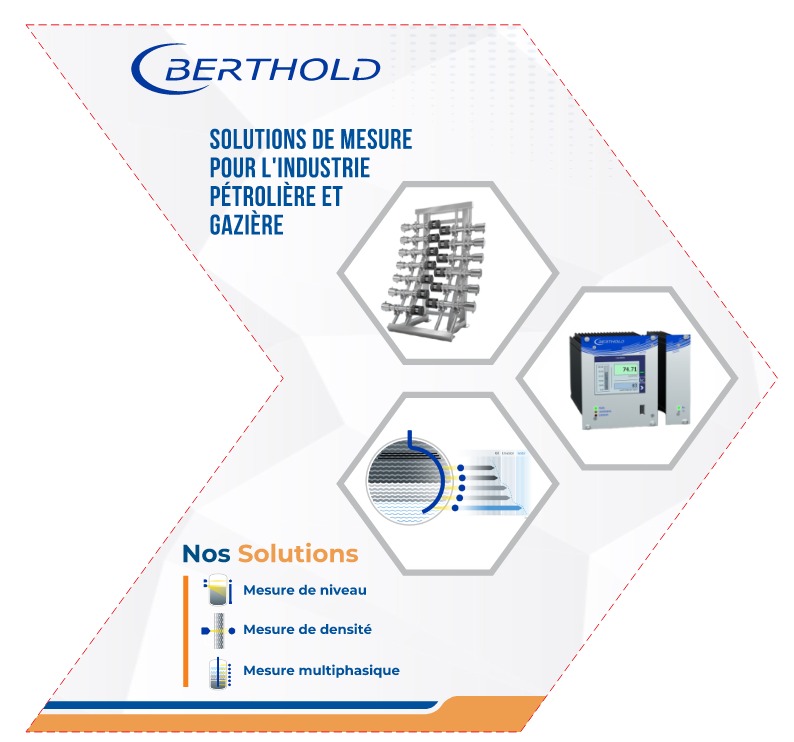 BERTHOLD
SOLUTIONS DE MESURE
POUR L'INDUSTRIE
PÉTROLIÈRE ET
GAZIÈRE
BERTHOLD
74.71
Nos Solutions
Mesure de niveau
Mesure de densité
Mesure multiphasique